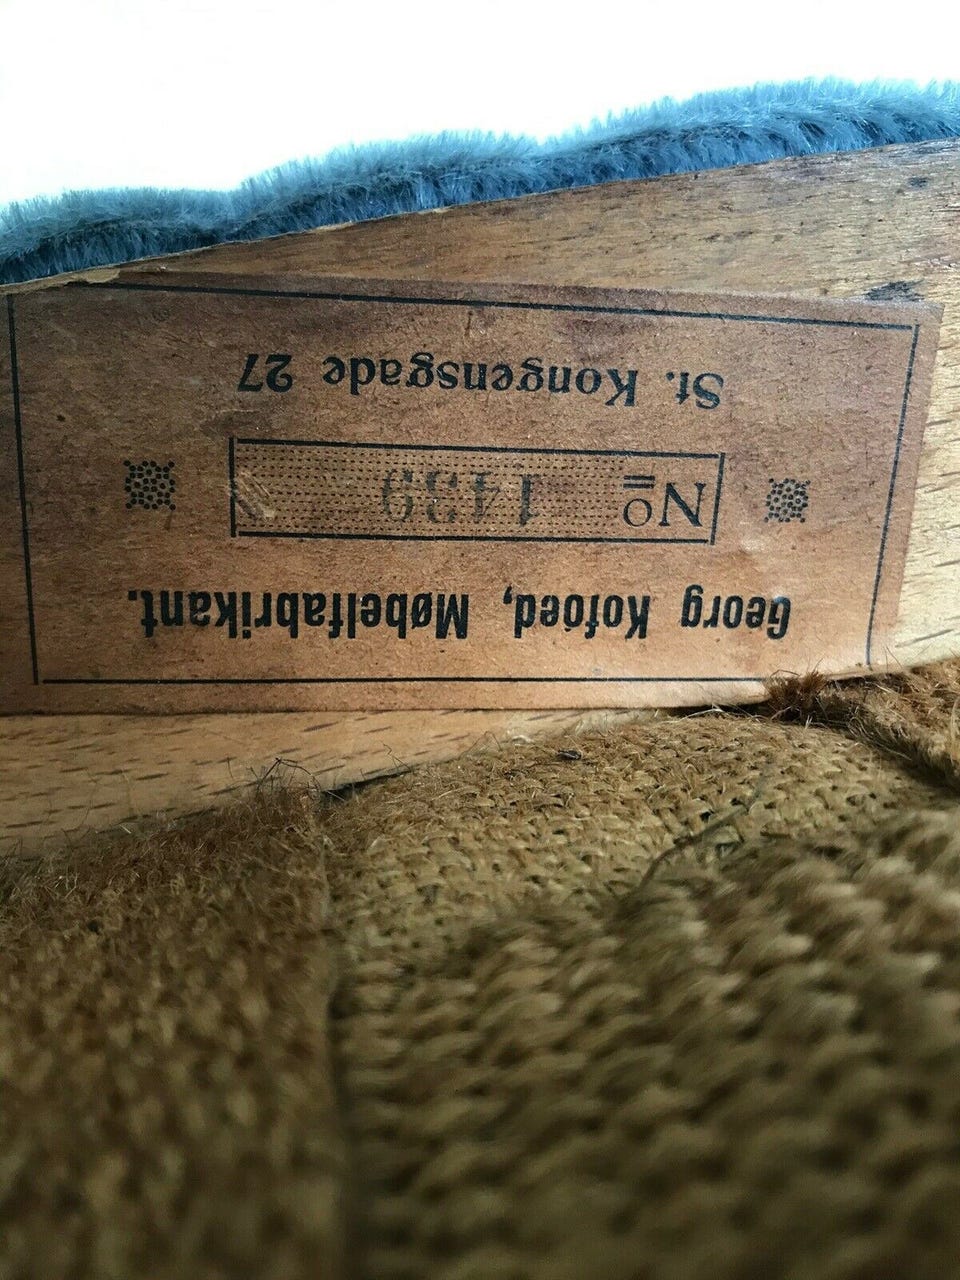 Georg Kofoed, Møbelfabrikant.
No 1439
St. Kongensgade 27